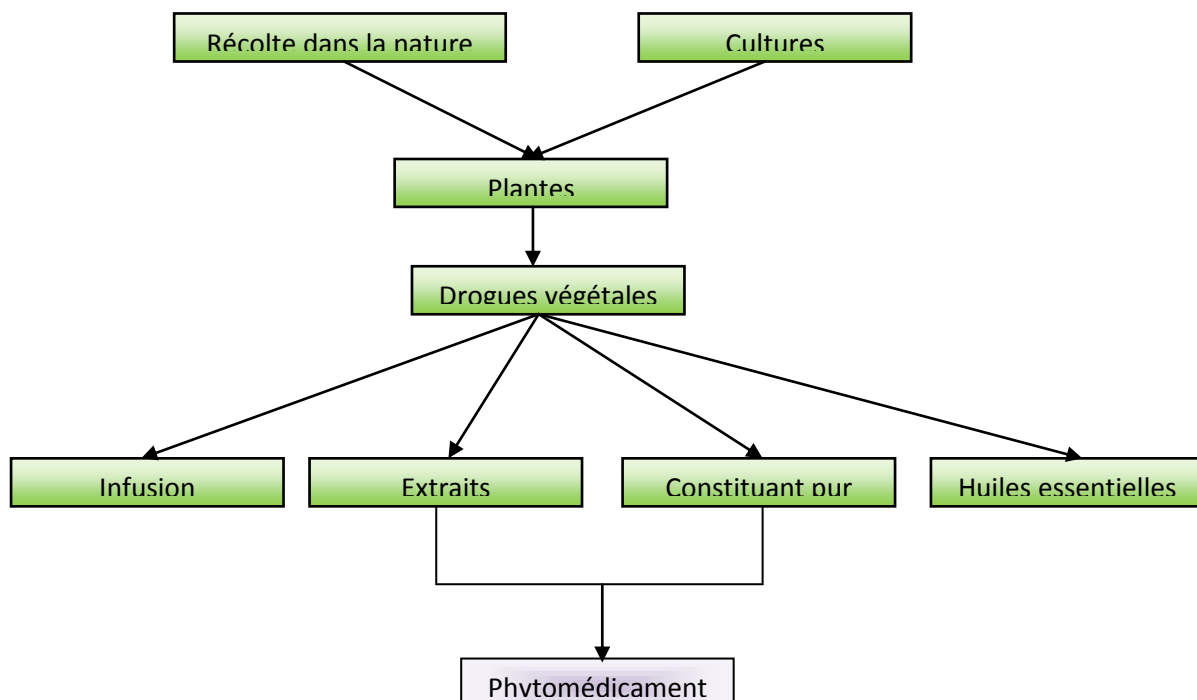 Récolte dans la nature
Cultures
Plantes
Drogues végétales
Infusion
Extraits
Constituant pur
Huiles essentielles
Phytomédicament